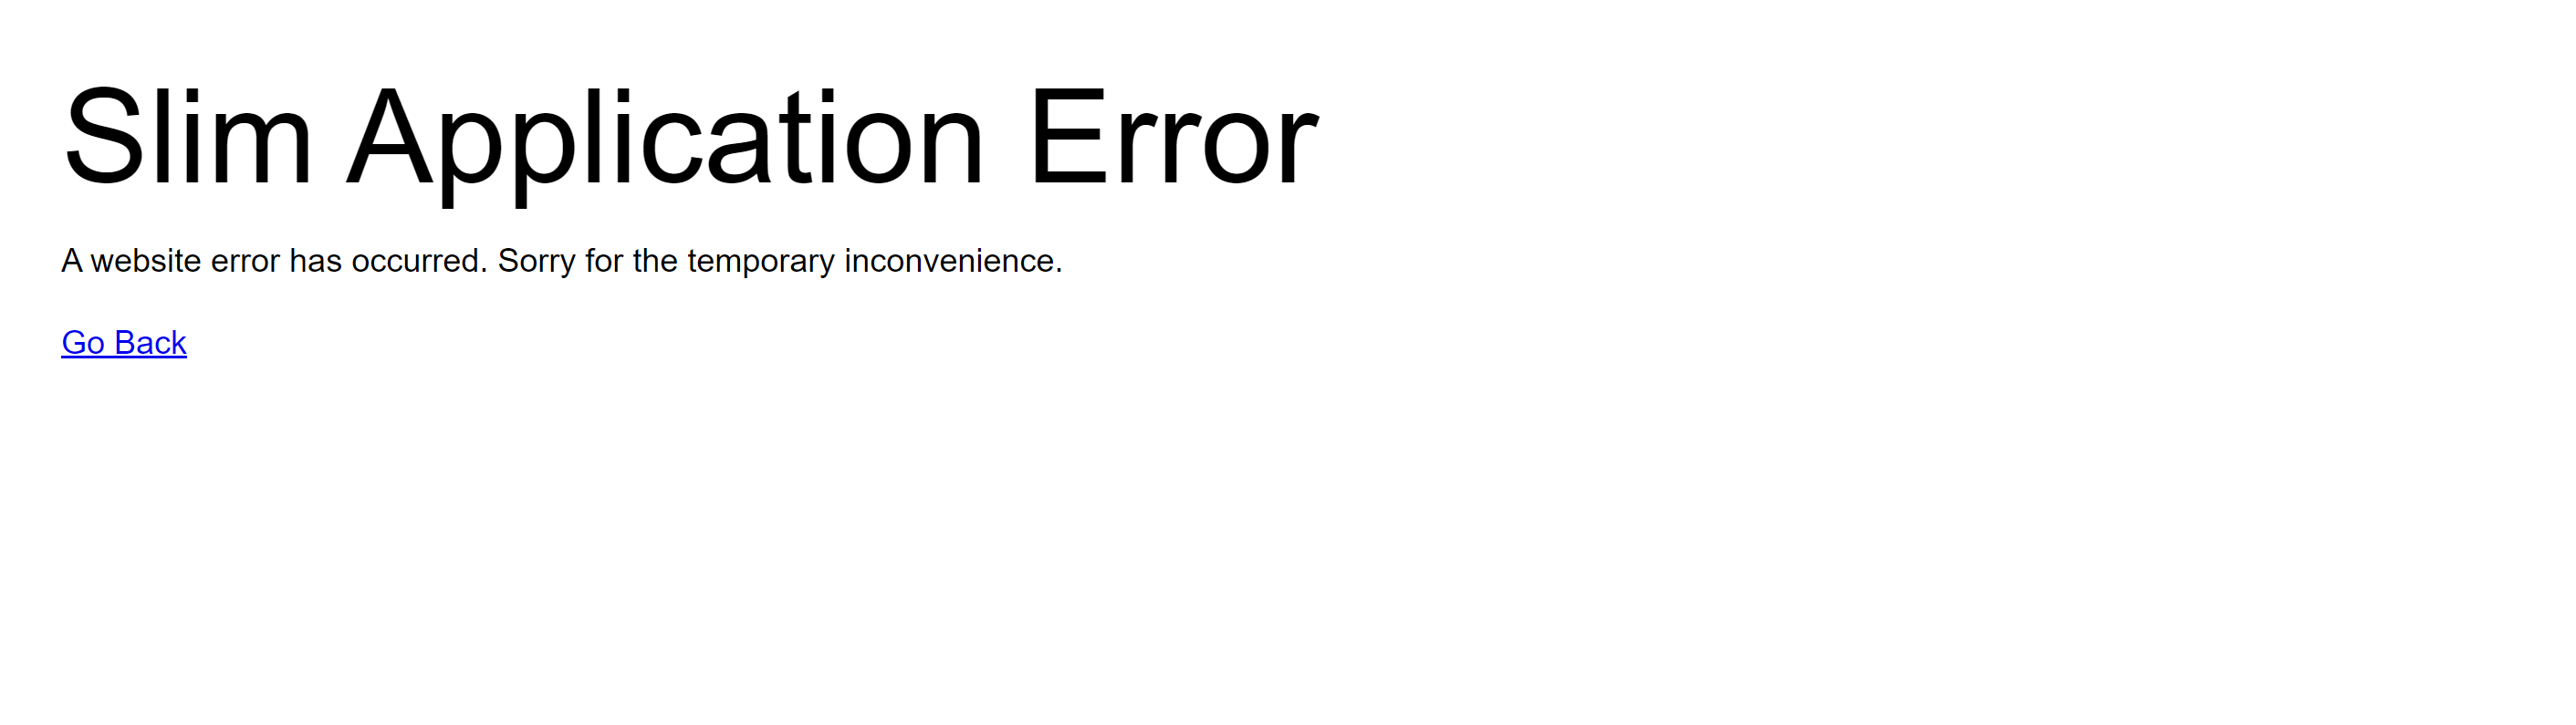 Slim Application Error
A website error has occurred. Sorry for the temporary inconvenience.
Go Back